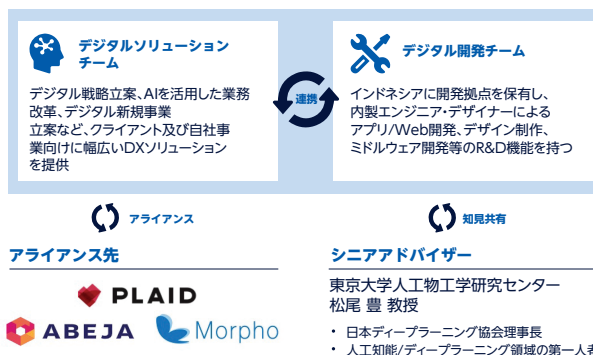 デジタルソリューション
チーム
デジタル戦略立案、AIを活用した業務
改革、デジタル新規事業
立案など、クライアント及び自社事
業向けに幅広いDXソリューション
を提供
連携
デジタル開発チーム
インドネシアに開発拠点を保有し、
内製エンジニア・デザイナーによる
アプリ/Web開発、デザイン制作、
ミドルウェア開発等のR&D機能を持つ
アライアンス
知見共有
アライアンス先
PLAID
ABEJA
Morpho
シニアアドバイザー
東京大学人工物工学研究センター
松尾 豊 教授
・ 日本ディープラーニング協会理事長
・ 人工知能/ディープラーニング領域の第一人者